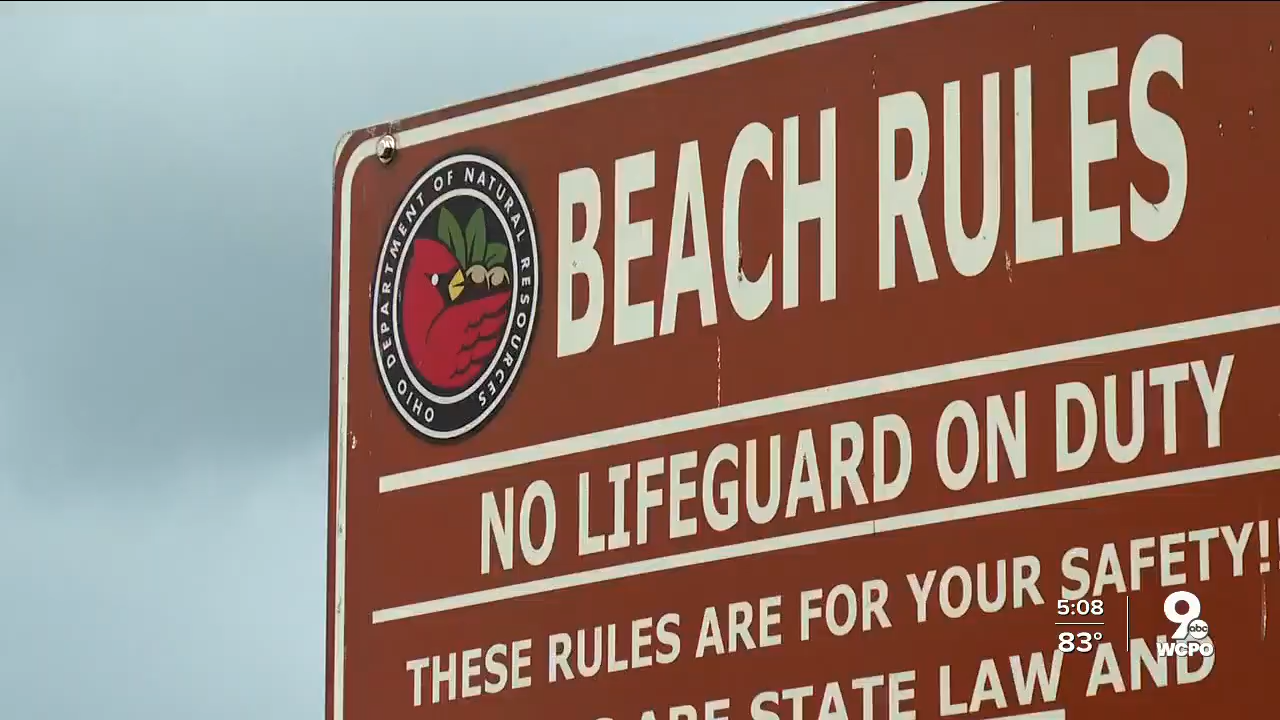 OHIO DEPARTMENT OF NATURAL RESOURCES
BEACH RULES
NO LIFEGUARD ON DUTY
THESE RULES ARE FOR YOUR SAFETY!!
ARE STATE LAW AND
5:08
83°
9
abc
WCPO